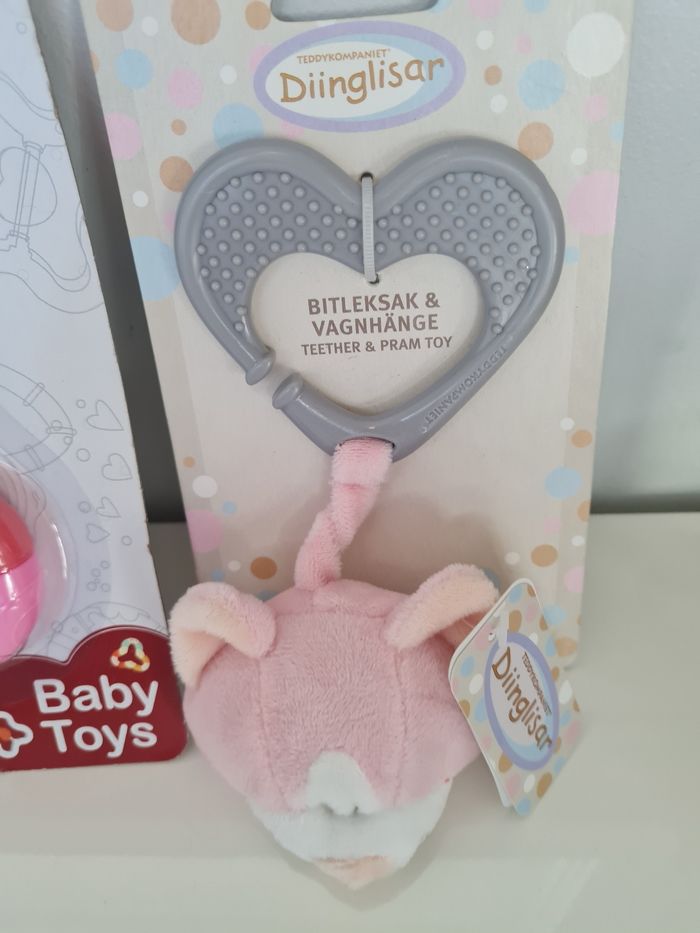 TEDDYKOMPANIET®
Diinglisar
BITLEKSAK &
VAGNHÄNGE
TEETHER & PRAM TOY
TEDDYKOMPANIET®
TEDDYKOMPANIET®
Diinglisar
Baby
Toys